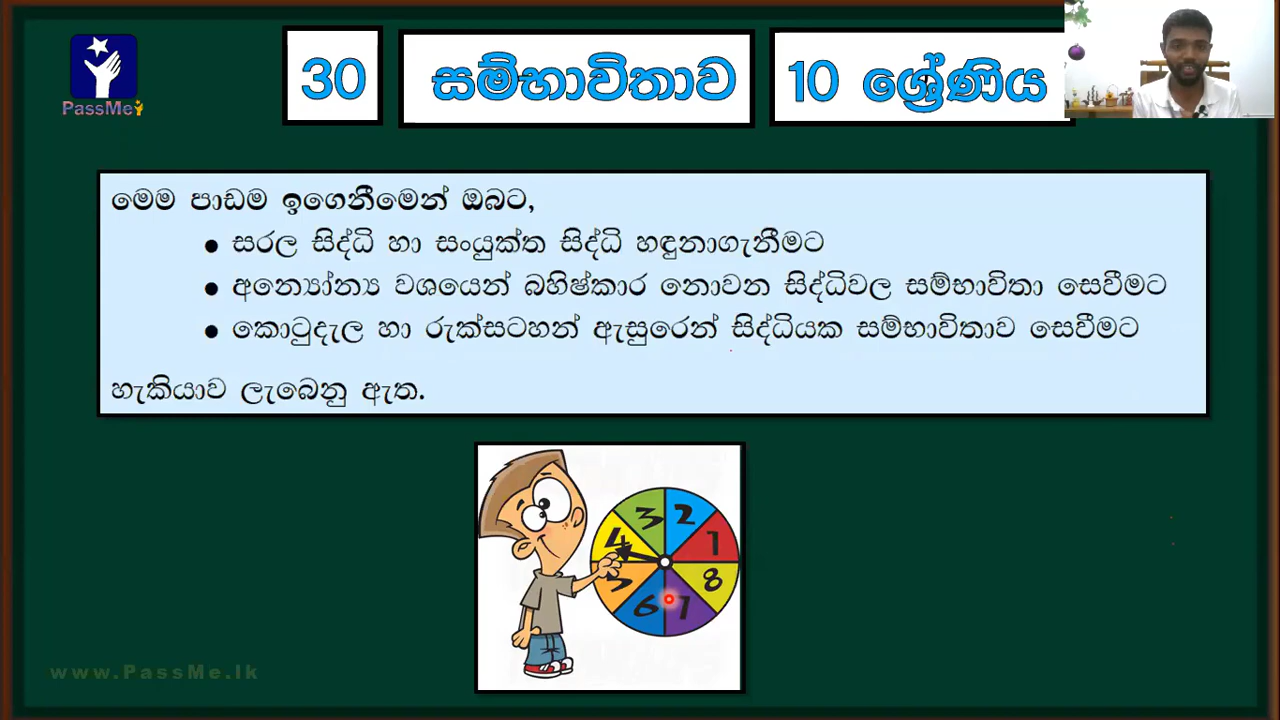 30
සම්භාවිතාව
10 ශ්‍රේණිය
PassMe
මෙම පාඩම ඉගෙනීමෙන් ඔබට,
● සරල සිද්ධි හා සංයුක්ත සිද්ධි හඳුනාගැනීමට
● අන්‍යෝන්‍ය වශයෙන් බහිෂ්කාර නොවන සිද්ධිවල සම්භාවිතා සෙවීමට
● කොටුදැල හා රුක්සටහන් ඇසුරෙන් සිද්ධියක සම්භාවිතාව සෙවීමට
හැකියාව ලැබෙනු ඇත.
3 2
4 1
5 8
6 7
www.PassMe.lk